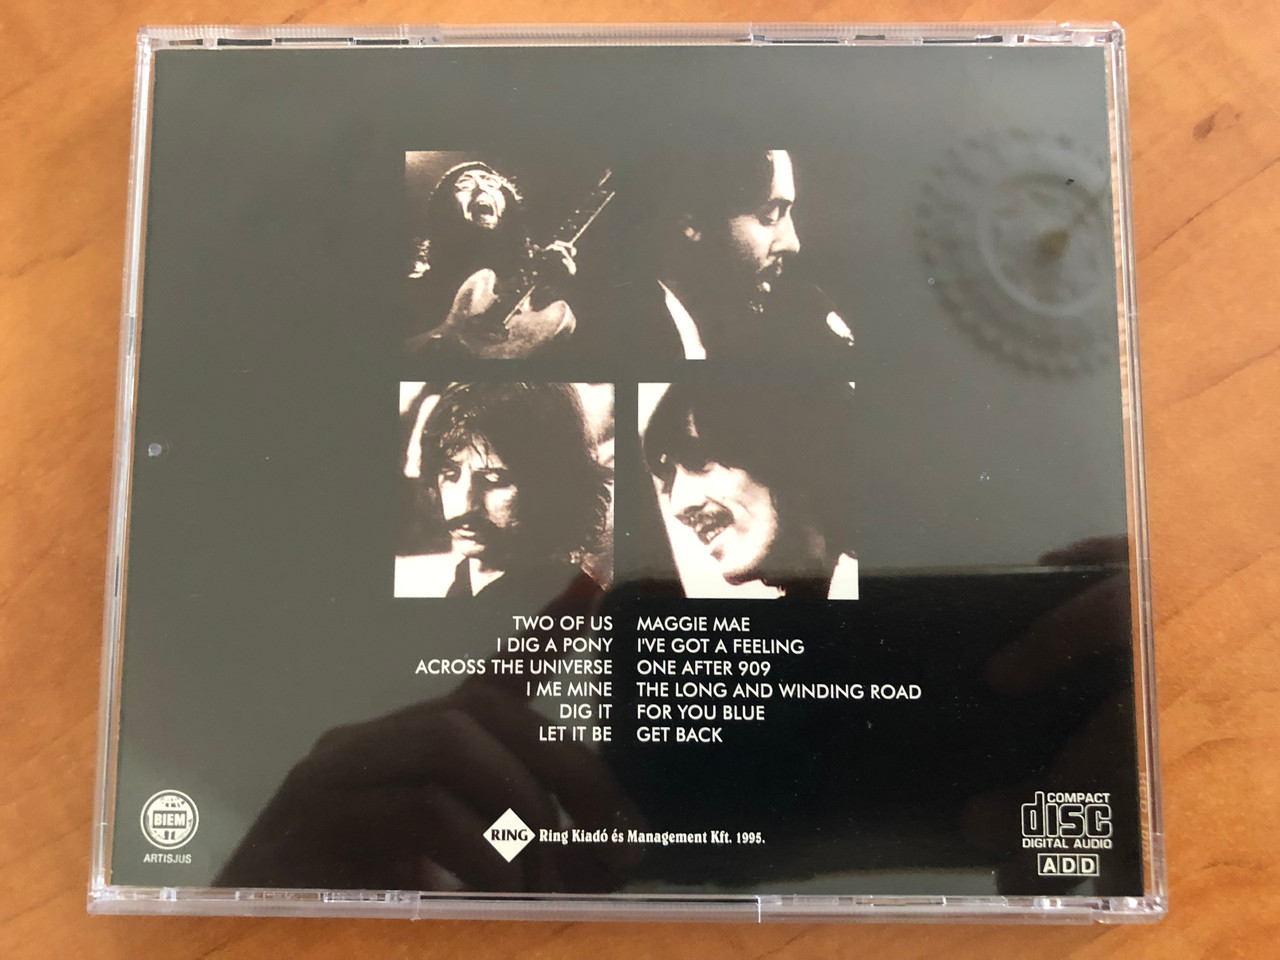 TWO OF US
I DIG A PONY
ACROSS THE UNIVERSE
I ME MINE
DIG IT
LET IT BE
MAGGIE MAE
I'VE GOT A FEELING
ONE AFTER 909
THE LONG AND WINDING ROAD
FOR YOU BLUE
GET BACK
BIEM
ARTISJUS
RING
Ring Kiadó és Management Kft. 1995.
COMPACT
disc
DIGITAL AUDIO
ADD